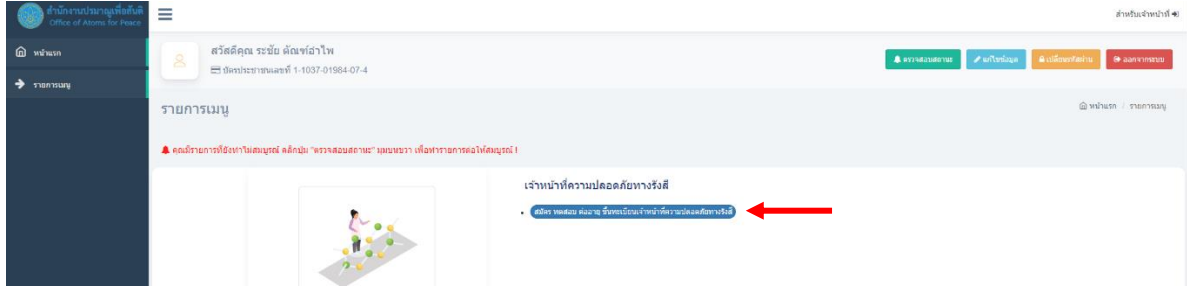 สำนักงานปรมาณูเพื่อสันติ
Office of Atoms for Peace
สำหรับเจ้าหน้าที่
หน้าแรก
รายการเมนู
สวัสดีคุณ ระชัย ตัณฑ์อำไพ
บัตรประชาชนเลขที่ 1-1037-01984-07-4
ตรวจสอบสถานะ
แก้ไขข้อมูล
เปลี่ยนรหัสผ่าน
ออกจากระบบ
รายการเมนู
หน้าแรก / รายการเมนู
คุณมีรายการที่ยังทำไม่สมบูรณ์ คลิกปุ่ม "ตรวจสอบสถานะ" มุมบนขวา เพื่อทำรายการต่อให้สมบูรณ์ !
เจ้าหน้าที่ความปลอดภัยทางรังสี
สมัคร ทดสอบ ต่ออายุ ขึ้นทะเบียนเจ้าหน้าที่ความปลอดภัยทางรังสี